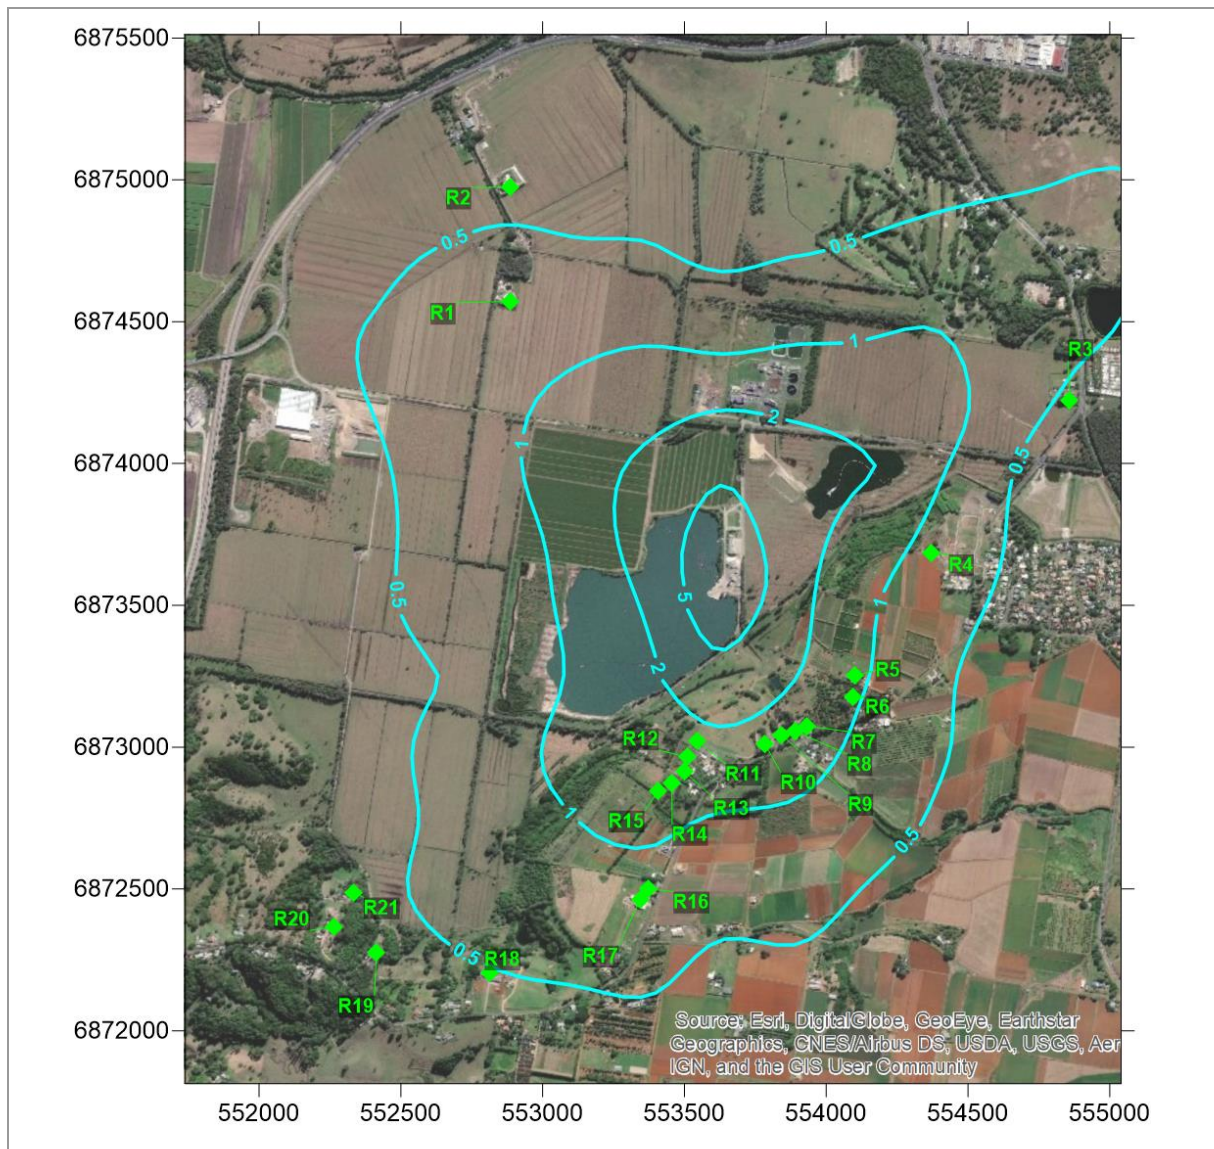 6875500
6875000
R2
0.5
0.5
R1
6874500
R3
1
2
1
0.5
6874000
R4
5
0.5
6873500
1
2
R5
R6
6873000
R12
R7
R8
R11
R10
R9
R13
1
R15
R14
0.5
6872500
R16
R21
R20
R17
0.5
R18
R19
6872000
Source: Esri, DigitalGlobe, GeoEye, Earthstar
Geographics, CNES/Airbus DS, USDA, USGS, Aer
IGN, and the GIS User Community
552000 552500 553000 553500 554000 554500 555000